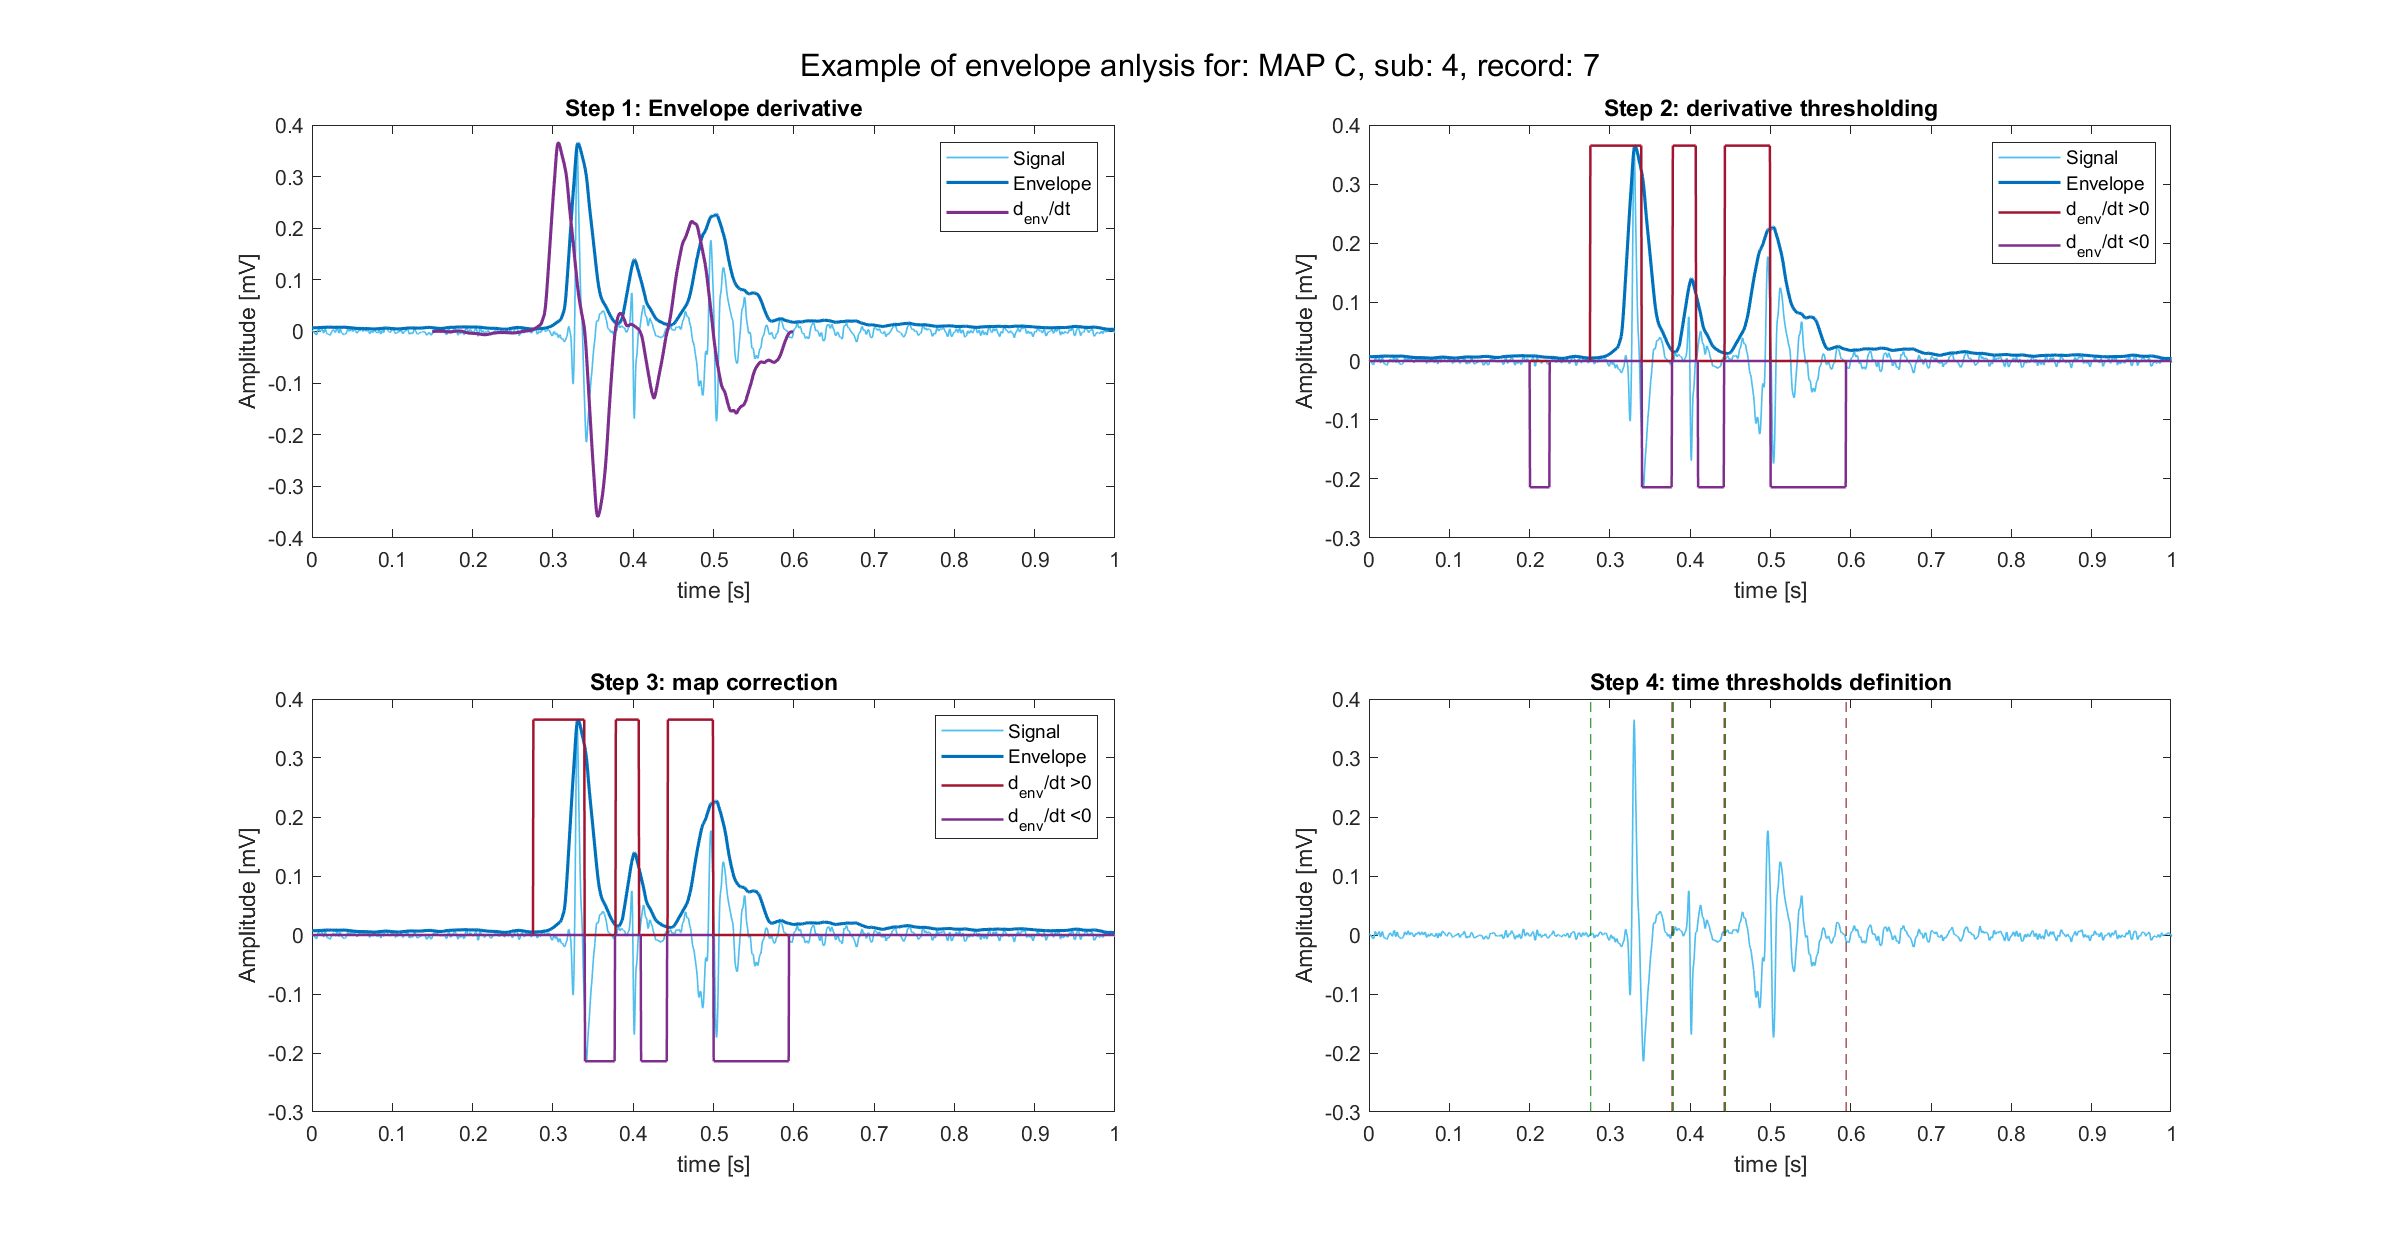 Example of envelope anlysis for: MAP C, sub: 4, record: 7
Step 1: Envelope derivative
0.4
0.3
0.2
0.1
0
-0.1
-0.2
-0.3
-0.4
Amplitude [mV]
0 0.1 0.2 0.3 0.4 0.5 0.6 0.7 0.8 0.9 1
time [s]
Signal
Envelope
d_env/dt
Step 2: derivative thresholding
0.4
0.3
0.2
0.1
0
-0.1
-0.2
-0.3
Amplitude [mV]
0 0.1 0.2 0.3 0.4 0.5 0.6 0.7 0.8 0.9 1
time [s]
Signal
Envelope
d_env/dt >0
d_env/dt <0
Step 3: map correction
0.4
0.3
0.2
0.1
0
-0.1
-0.2
-0.3
Amplitude [mV]
0 0.1 0.2 0.3 0.4 0.5 0.6 0.7 0.8 0.9 1
time [s]
Signal
Envelope
d_env/dt >0
d_env/dt <0
Step 4: time thresholds definition
0.4
0.3
0.2
0.1
0
-0.1
-0.2
-0.3
Amplitude [mV]
0 0.1 0.2 0.3 0.4 0.5 0.6 0.7 0.8 0.9 1
time [s]